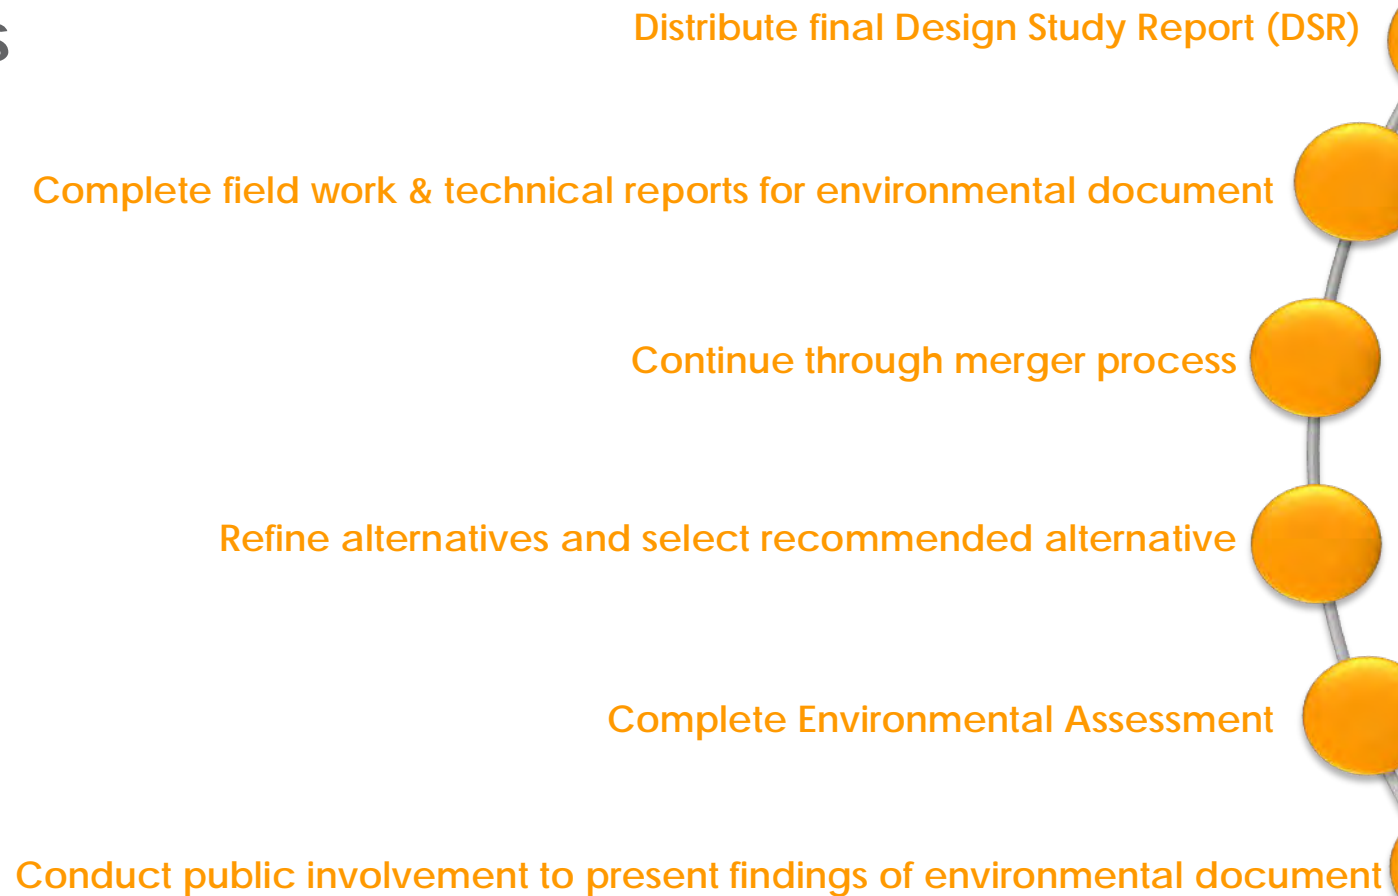 s
Distribute final Design Study Report (DSR)
Complete field work & technical reports for environmental document
Continue through merger process
Refine alternatives and select recommended alternative
Complete Environmental Assessment
Conduct public involvement to present findings of environmental document